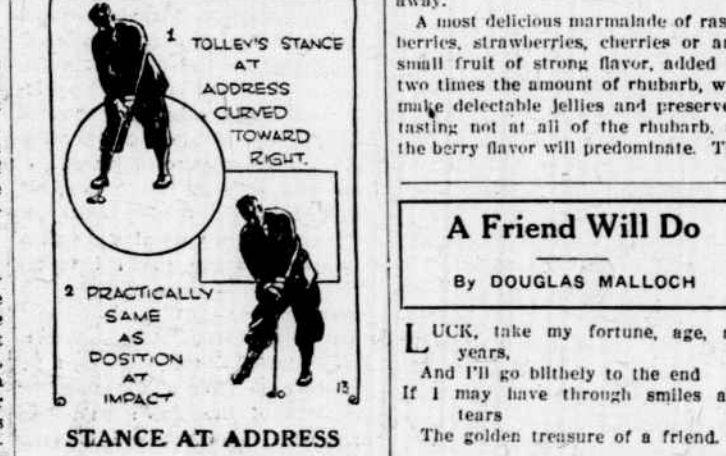 1 TOLLEY'S STANCE
AT
ADDRESS
CURVED
TOWARD
RIGHT.
2 PRACTICALLY
SAME
AS
POSITION
AT
IMPACT
13
STANCE AT ADDRESS
away.
A most delicious marmalade of
berries, strawberries, cherries or
small fruit of strong flavor, added
two times the amount of rhubarb,
make delectable jellies and
tasting not at all of the rhubarb,
the berry flavor will predominate.
A Friend Will Do
By DOUGLAS MALLOCH
LUCK, take my fortune, age,
years,
And I'll go blithely to the end
If I may have through smiles
tears
The golden treasure of a friend.